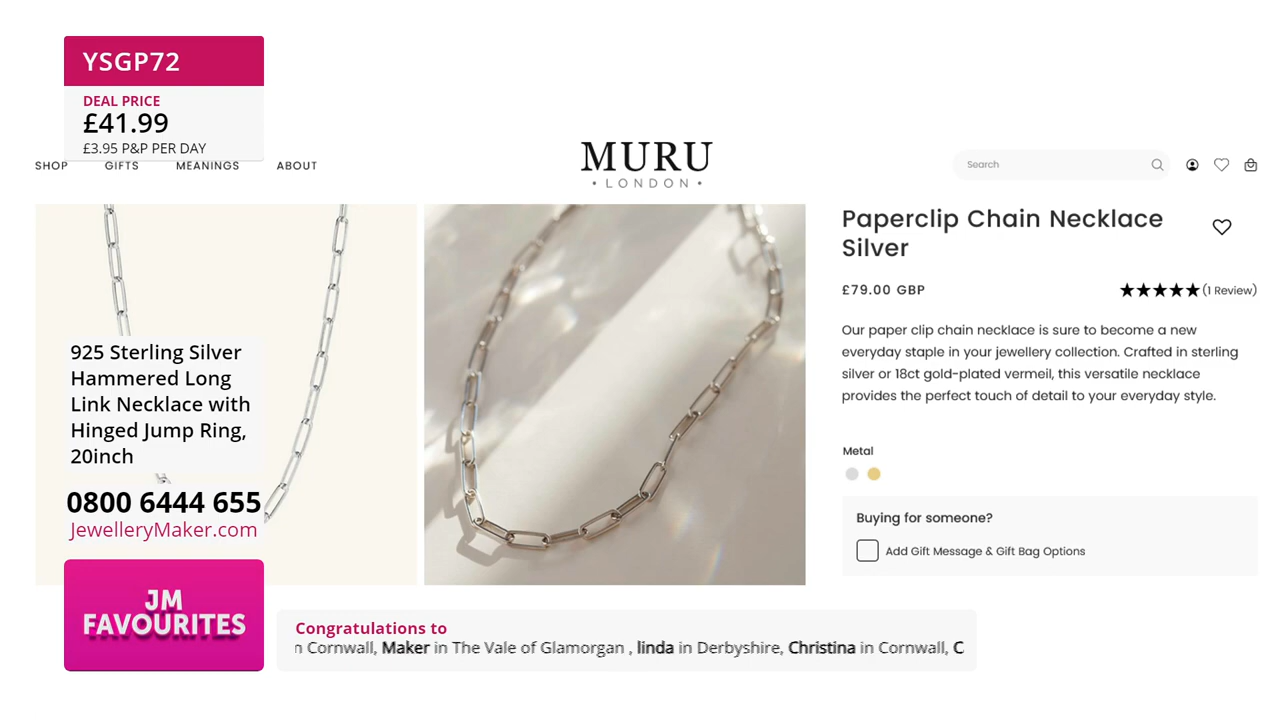 YSGP72
DEAL PRICE
£41.99
£3.95 P&P PER DAY
SHOP GIFTS MEANINGS ABOUT
MURU
• LONDON •
Search
Paperclip Chain Necklace
Silver
£79.00 GBP
★★★★★ (1 Review)
Our paper clip chain necklace is sure to become a new
everyday staple in your jewellery collection. Crafted in sterling
silver or 18ct gold-plated vermeil, this versatile necklace
provides the perfect touch of detail to your everyday style.
Metal
Buying for someone?
Add Gift Message & Gift Bag Options
925 Sterling Silver
Hammered Long
Link Necklace with
Hinged Jump Ring,
20inch
0800 6444 655
JewelleryMaker.com
JM
FAVOURITES
Congratulations to
n Cornwall, Maker in The Vale of Glamorgan , linda in Derbyshire, Christina in Cornwall, C